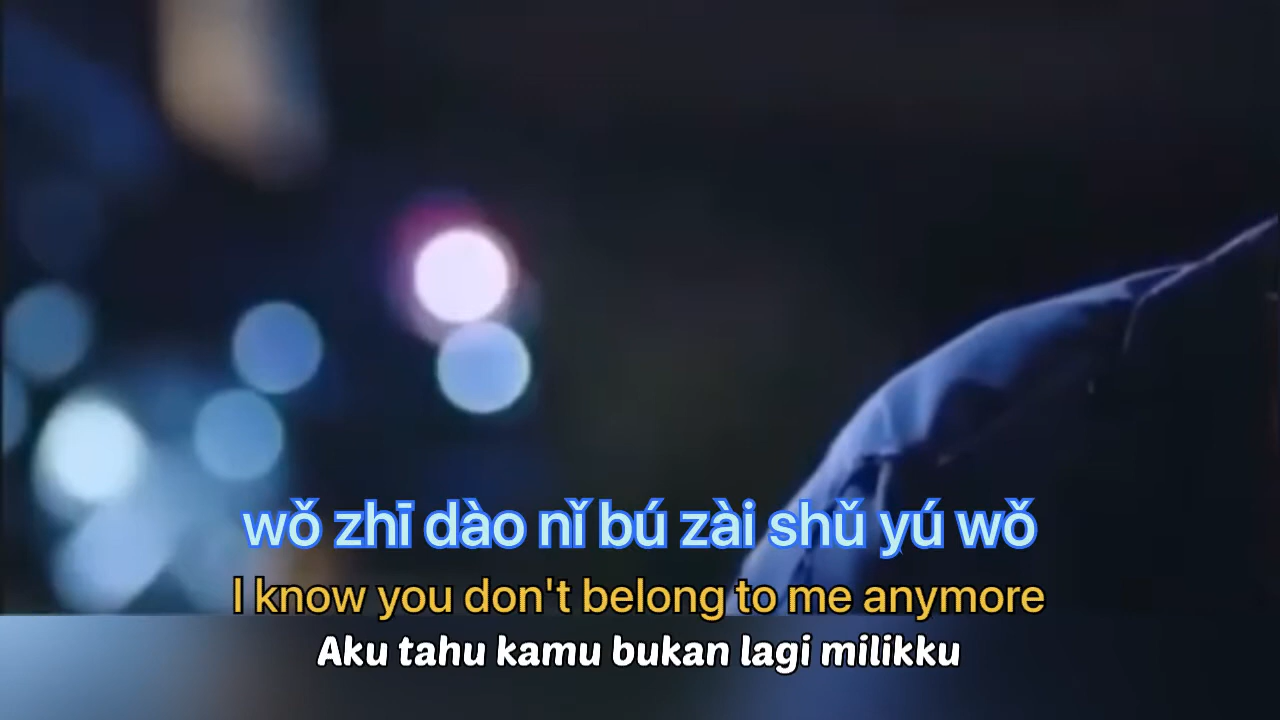 wǒ zhī dào nǐ bú zài shǔ yú wǒ
I know you don't belong to me anymore
Aku tahu kamu bukan lagi milikku